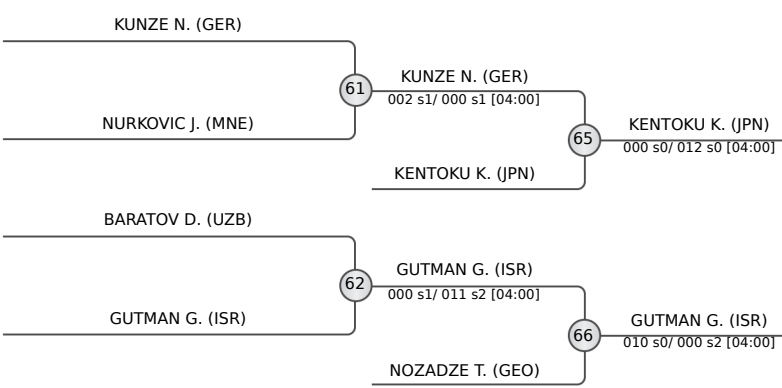 KUNZE N. (GER)
61
NURKOVIC J. (MNE)
KUNZE N. (GER)
002 s1/ 000 s1 [04:00]
65
KENTOKU K. (JPN)
KENTOKU K. (JPN)
000 s0/ 012 s0 [04:00]
BARATOV D. (UZB)
62
GUTMAN G. (ISR)
GUTMAN G. (ISR)
000 s1/ 011 s2 [04:00]
66
NOZADZE T. (GEO)
GUTMAN G. (ISR)
010 s0/ 000 s2 [04:00]